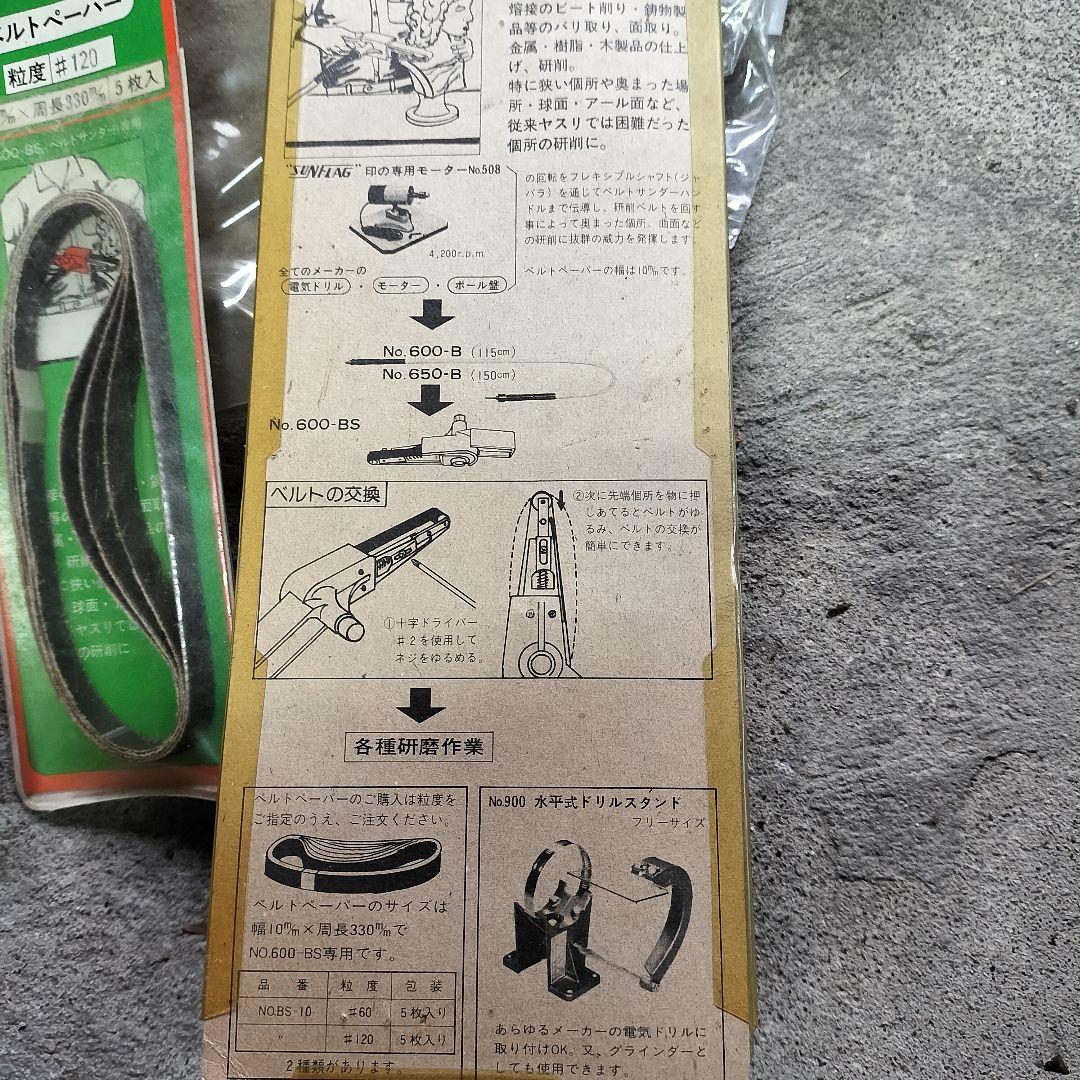 ベルトペーパー
粒度 #120
m/m×周長330m/m 5枚入
600-BS(ベルトサンダー)専用
球面・
ヤスリで
の研削に
溶接のビート削り・鋳物製
品等のバリ取り、面取り。
金属・樹脂・木製品の仕上
げ、研削。
特に狭い個所や奥まった場
所・球面・アール面など、
従来ヤスリでは困難だった
個所の研削に。
"SUNFLAG" 印の専用モーターNo.508
4,200r.p.m.
全てのメーカーの
電気ドリル・モーター・ボール盤
の回転をフレキシブルシャフト(ジャ
バラ)を通じてベルトサンダーハン
ドルまで伝導し、研削ベルトを回す
事によって奥まった個所、曲面など
の研削に抜群の威力を発揮します
ベルトペーパーの幅は10m/mです。
No.600-B (115cm)
No.650-B (150cm)
No.600-BS
ベルトの交換
①十字ドライバー
#2を使用して
ネジをゆるめる。
②次に先端個所を物に押
しあてるとベルトがゆ
るみ、ベルトの交換が
簡単にできます。
各種研磨作業
ベルトペーパーのご購入は粒度を
ご指定のうえ、ご注文ください。
ベルトペーパーのサイズは
幅10m/m×周長330m/mで
NO.600-BS専用です。
品番 粒度 包装
NO.BS-10 #60 5枚入り
〃 #120 5枚入り
2種類があります。
No.900 水平式ドリルスタンド
フリーサイズ
あらゆるメーカーの電気ドリルに
取り付けOK。又、グラインダーと
しても使用できます。